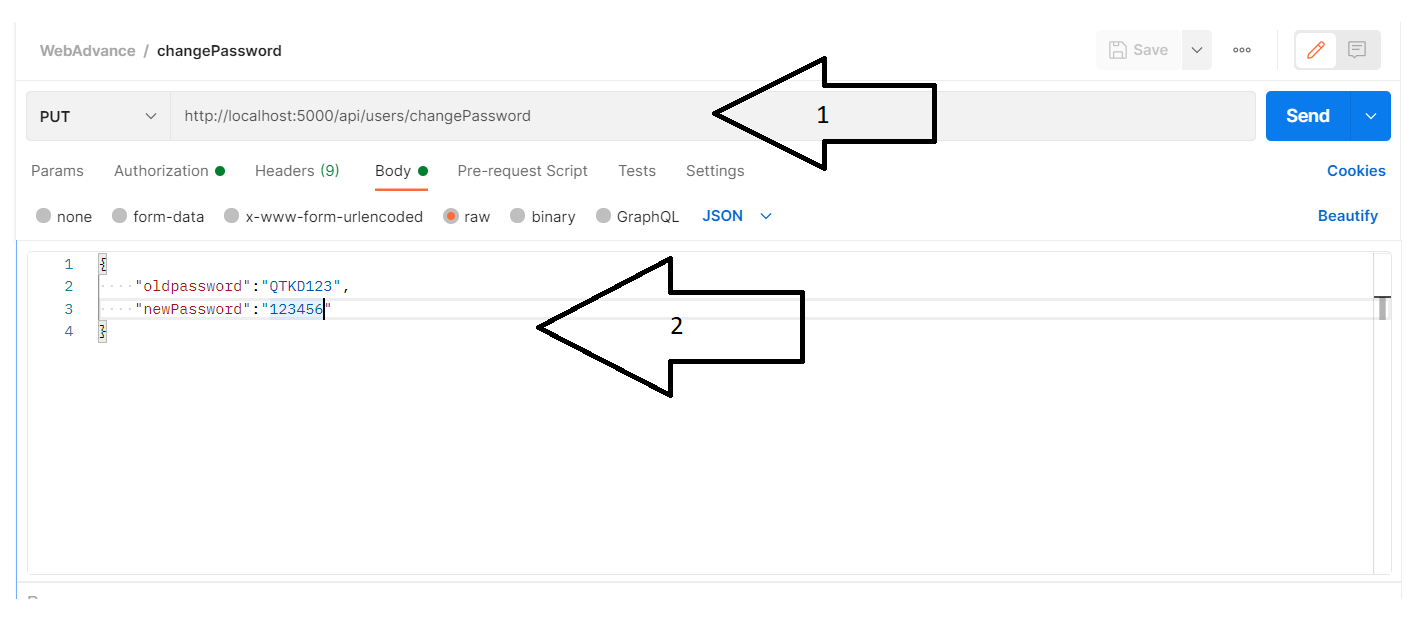 WebAdvance / changePassword
Save
PUT
http://localhost:5000/api/users/changePassword
1
Send
Params Authorization Headers (9) Body Pre-request Script Tests Settings Cookies
none form-data x-www-form-urlencoded raw binary GraphQL JSON Beautify
1 {
2 ····"oldpassword":"QTKD123",
3 ····"newPassword":"123456"
4 }
2